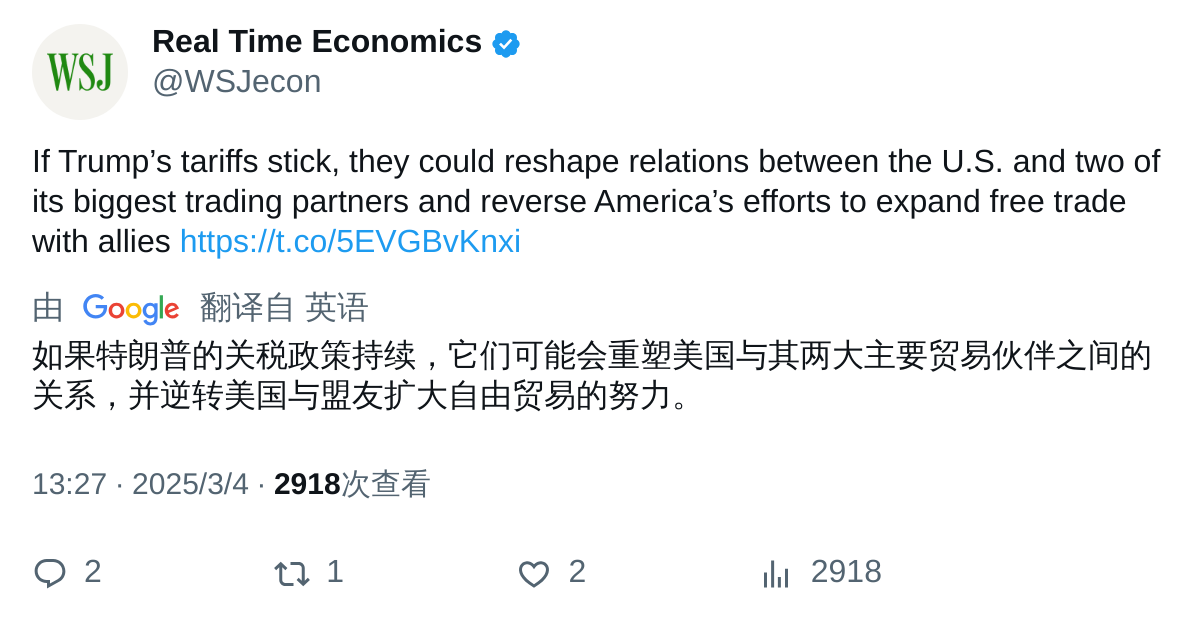 WSJ
Real Time Economics
@WSJecon
If Trump’s tariffs stick, they could reshape relations between the U.S. and two of
its biggest trading partners and reverse America’s efforts to expand free trade
with allies https://t.co/5EVGBvKnxi
由 Google 翻译自 英语
如果特朗普的关税政策持续，它们可能会重塑美国与其两大主要贸易伙伴之间的
关系，并逆转美国与盟友扩大自由贸易的努力。
13:27 · 2025/3/4 · 2918次查看
2 1 2 2918